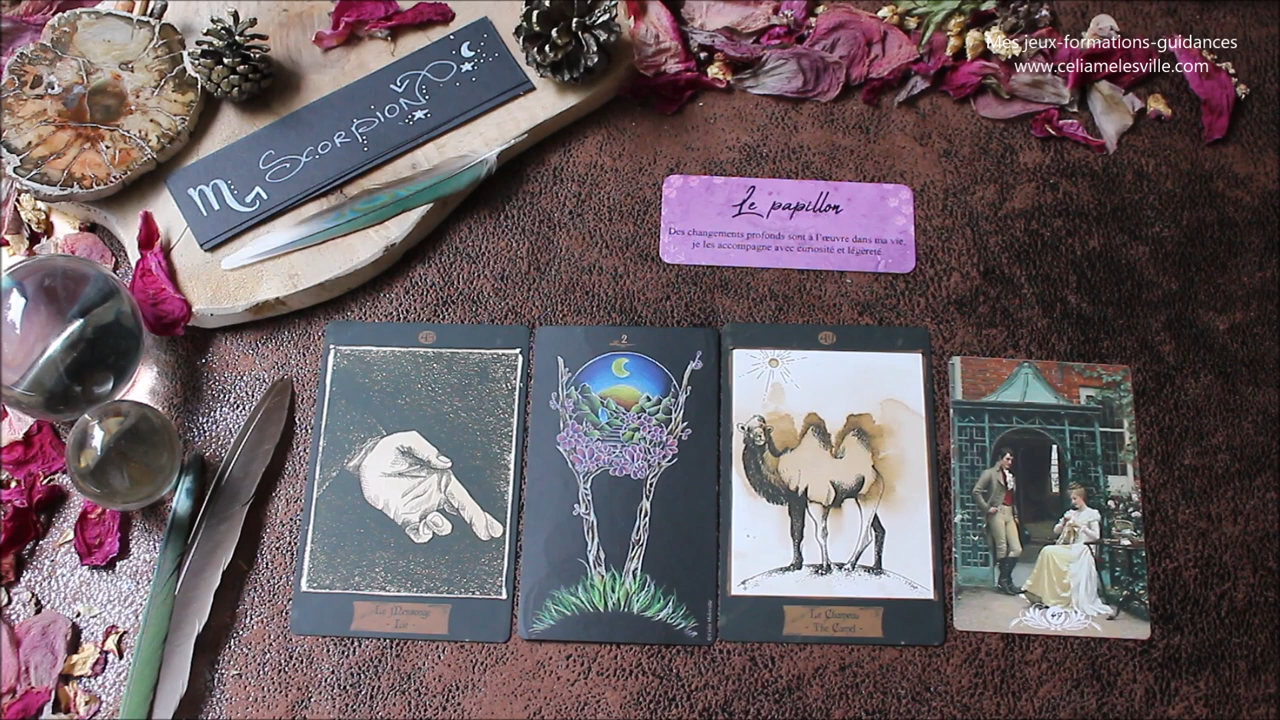 Mes jeux-formations-guidances
www.celiamelesville.com
♏ Scorpion
Le papillon
Des changements profonds sont à l'œuvre dans ma vie,
je les accompagne avec curiosité et légèreté
2
Le Mensonge
- Lie -
Le Chameau
- The Camel -